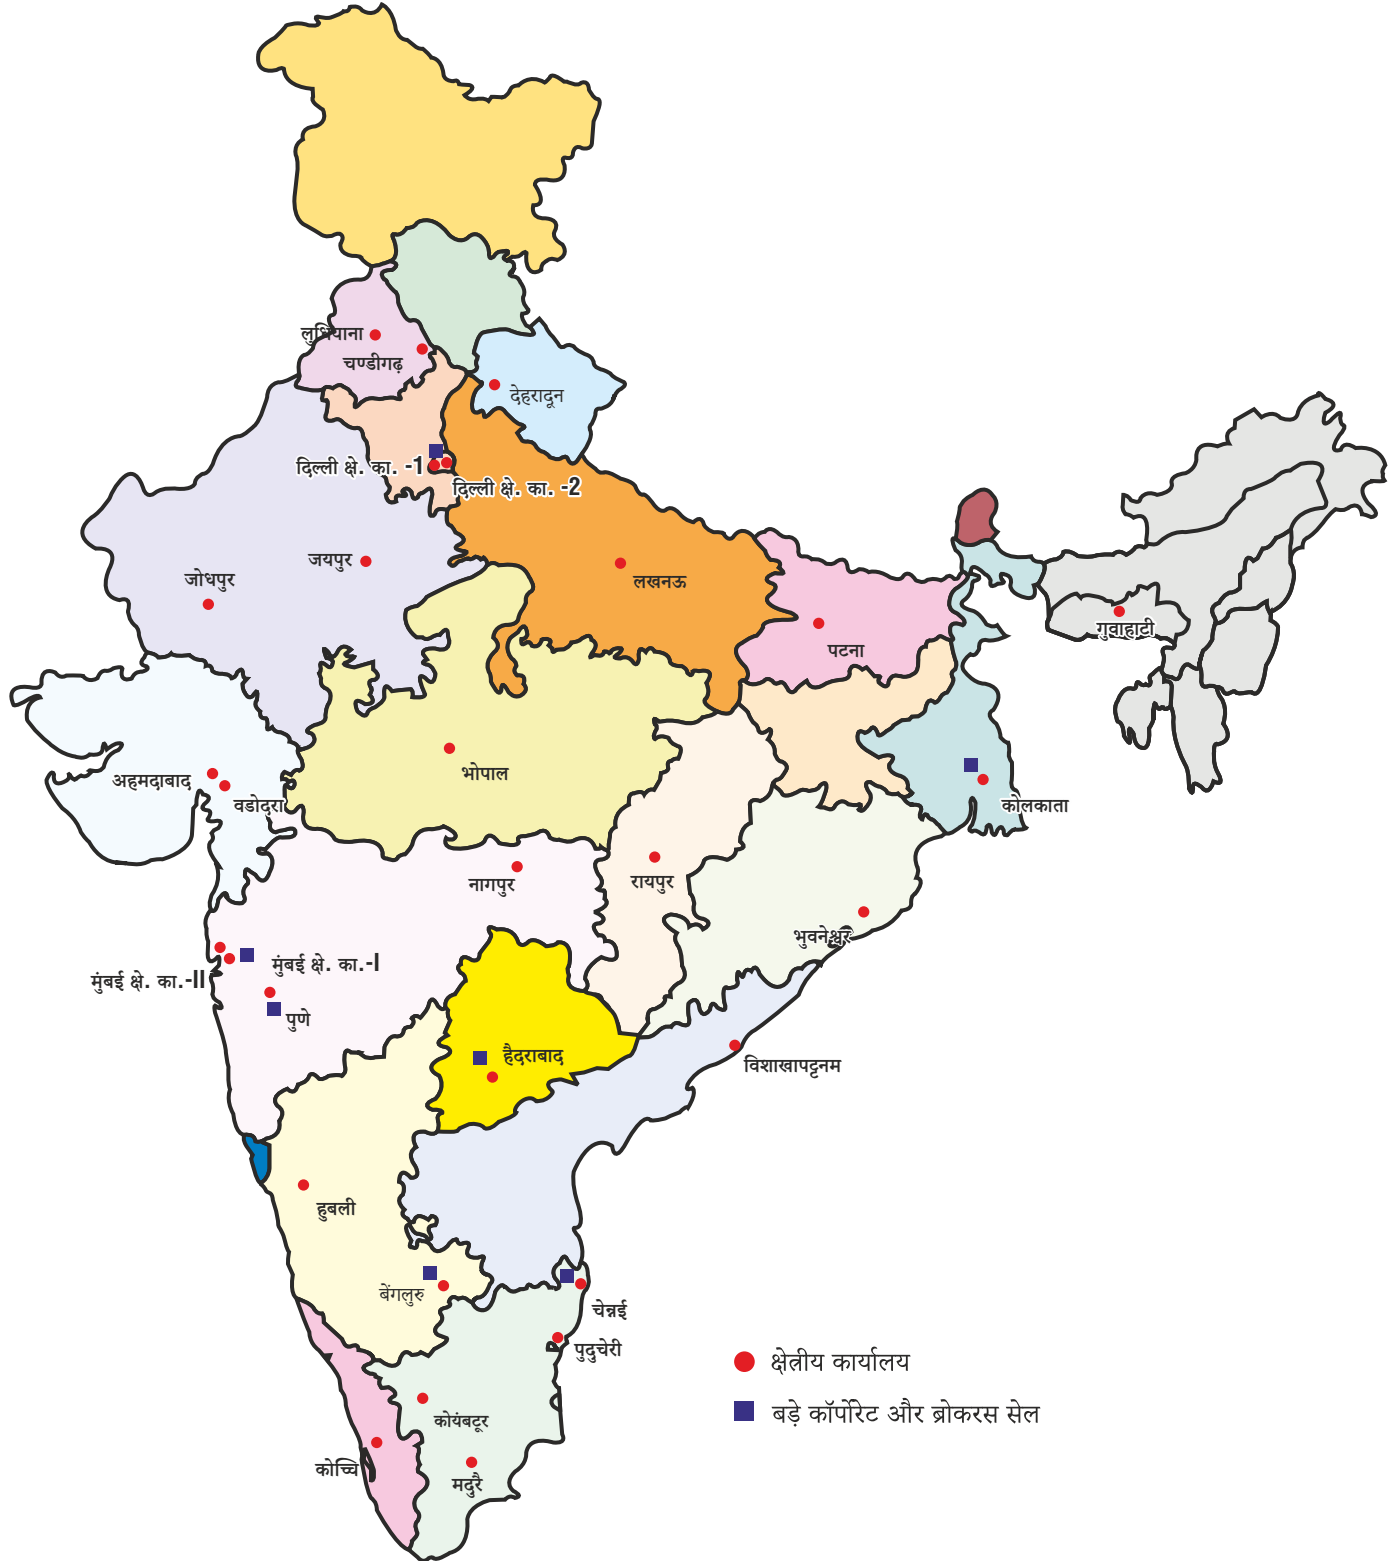 लुधियाना
चण्डीगढ़
देहरादून
दिल्ली क्षे. का. -1
दिल्ली क्षे. का. -2
जयपुर
जोधपुर
लखनऊ
गुवाहाटी
पटना
भोपाल
अहमदाबाद
वडोदरा
कोलकाता
नागपुर
रायपुर
भुवनेश्वर
मुंबई क्षे. का.-I
मुंबई क्षे. का.-II
पुणे
हैदराबाद
विशाखापट्टनम
हुबली
बेंगलुरु
चेन्नई
पुदुचेरी
क्षेत्रीय कार्यालय
बड़े कॉर्पोरेट और ब्रोकरस सेल
कोयंबटूर
कोच्चि
मदुरै